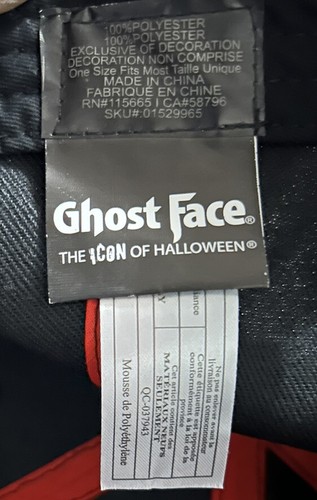 100%POLYESTER
100%POLYESTER
EXCLUSIVE OF DECORATION
DECORATION NON COMPRISE
One Size Fits Most Taille Unique
MADE IN CHINA
FABRIQUÉ EN CHINE
RN#115665 I CA#58796
SKU#:01529965
Ghost Face®
THE ICON OF HALLOWEEN®
Ne pas enlever avant la
livraison au consommateur
Cette étiquette est apposée
conformément à la loi de la
province
Cet article contient des
MATÉRIAUX NEUFS
SEULEMENT
QC-037943
Mousse de Polyéthylène